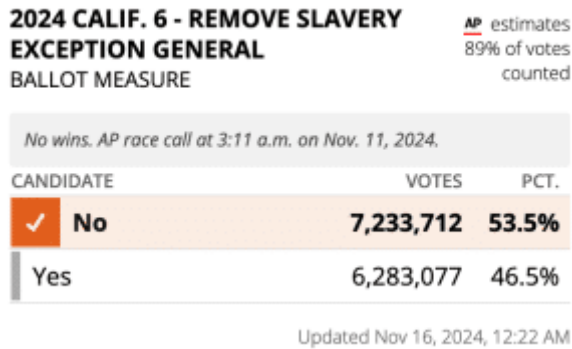 2024 CALIF. 6 - REMOVE SLAVERY
EXCEPTION GENERAL
BALLOT MEASURE
AP estimates
89% of votes
counted
No wins. AP race call at 3:11 a.m. on Nov. 11, 2024.
CANDIDATE VOTES PCT.
No 7,233,712 53.5%
Yes 6,283,077 46.5%
Updated Nov 16, 2024, 12:22 AM